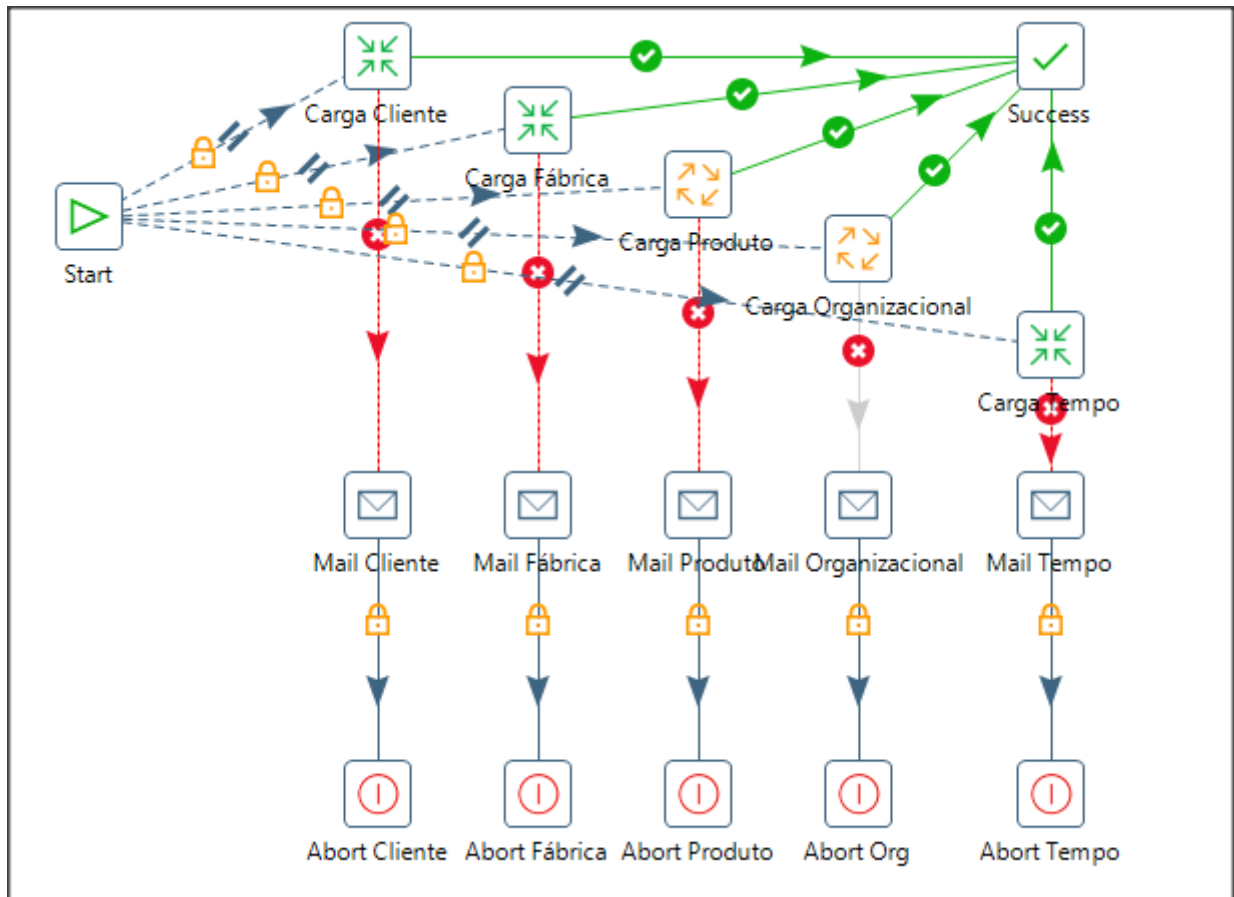 Carga Cliente
Success
Carga Fábrica
Carga Produto
Start
Carga Organizacional
Carga Tempo
Mail Cliente
Mail Fábrica
Mail Produto
Mail Organizacional
Mail Tempo
Abort Cliente
Abort Fábrica
Abort Produto
Abort Org
Abort Tempo